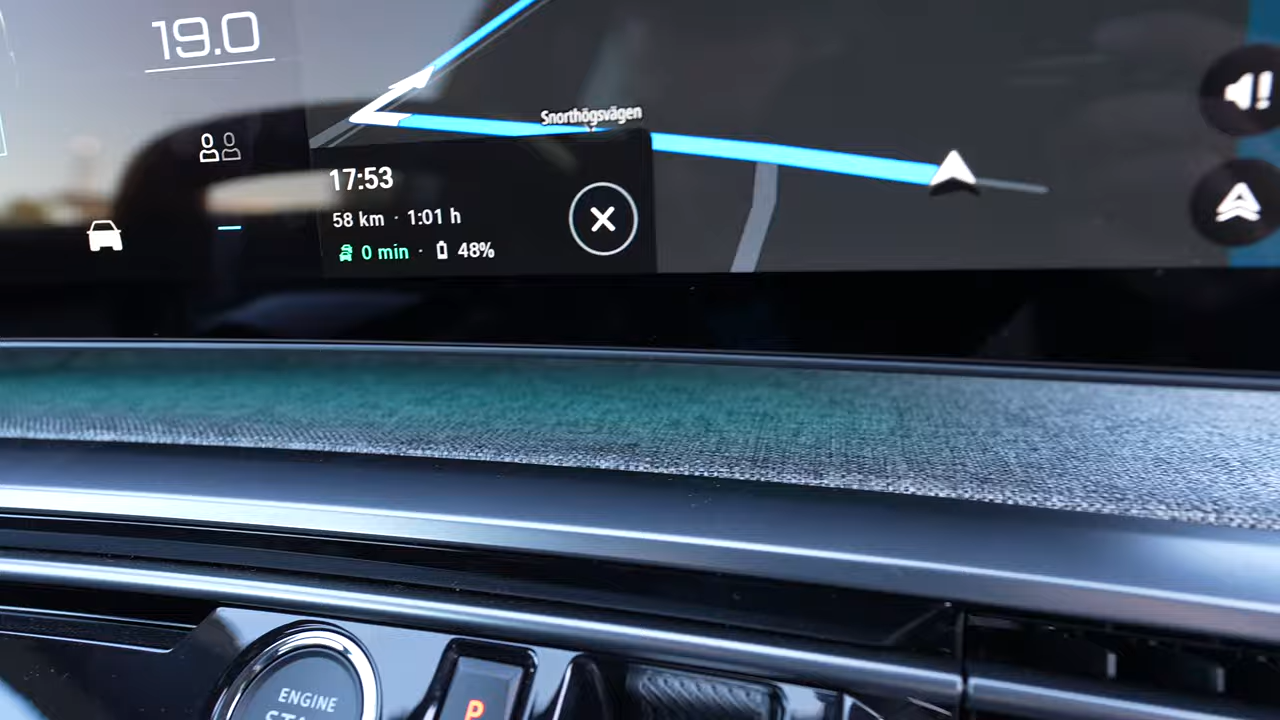 19.0
Snorthögsvägen
17:53
58 km · 1:01 h
0 min · 48%
ENGINE
P